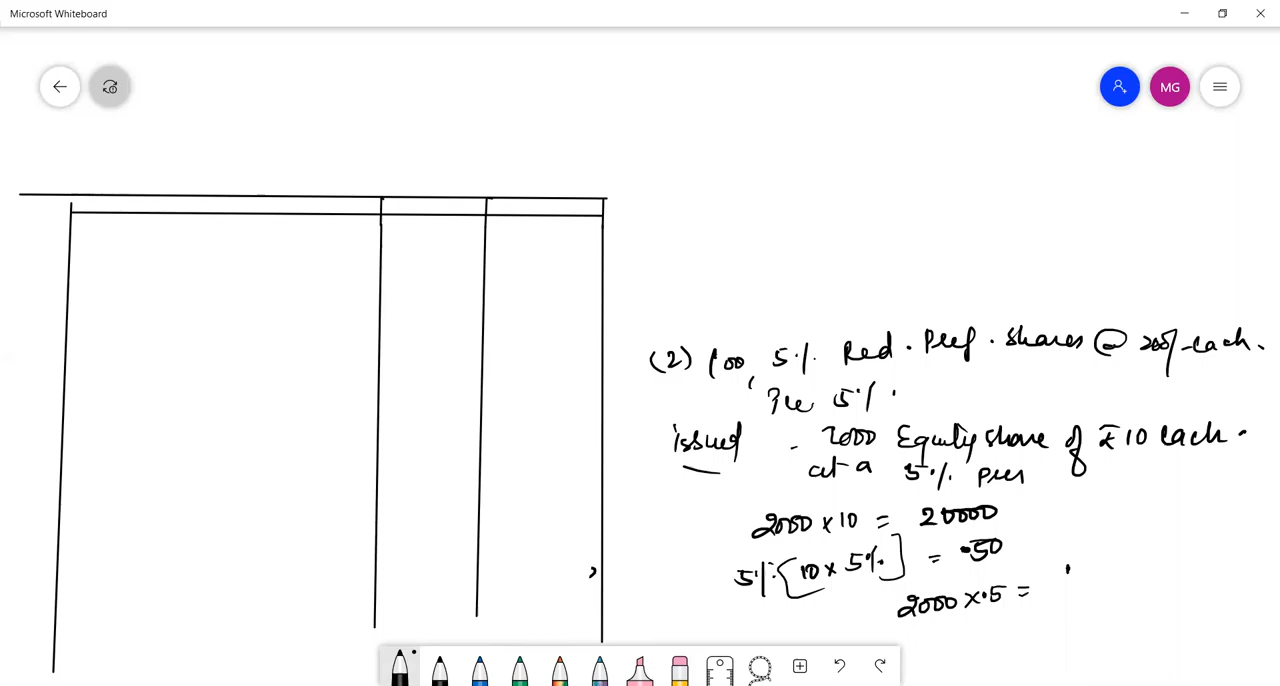 Microsoft Whiteboard
MG
(2) 100, 5% Red. Pref. shares @ 200/- each.
Pre 5%.
issued - 2000 Equity share of ₹10 each.
at a 5% Prem
2000 x 10 = 20000
5% [10 x 5%] = .50
2000 x .5 =